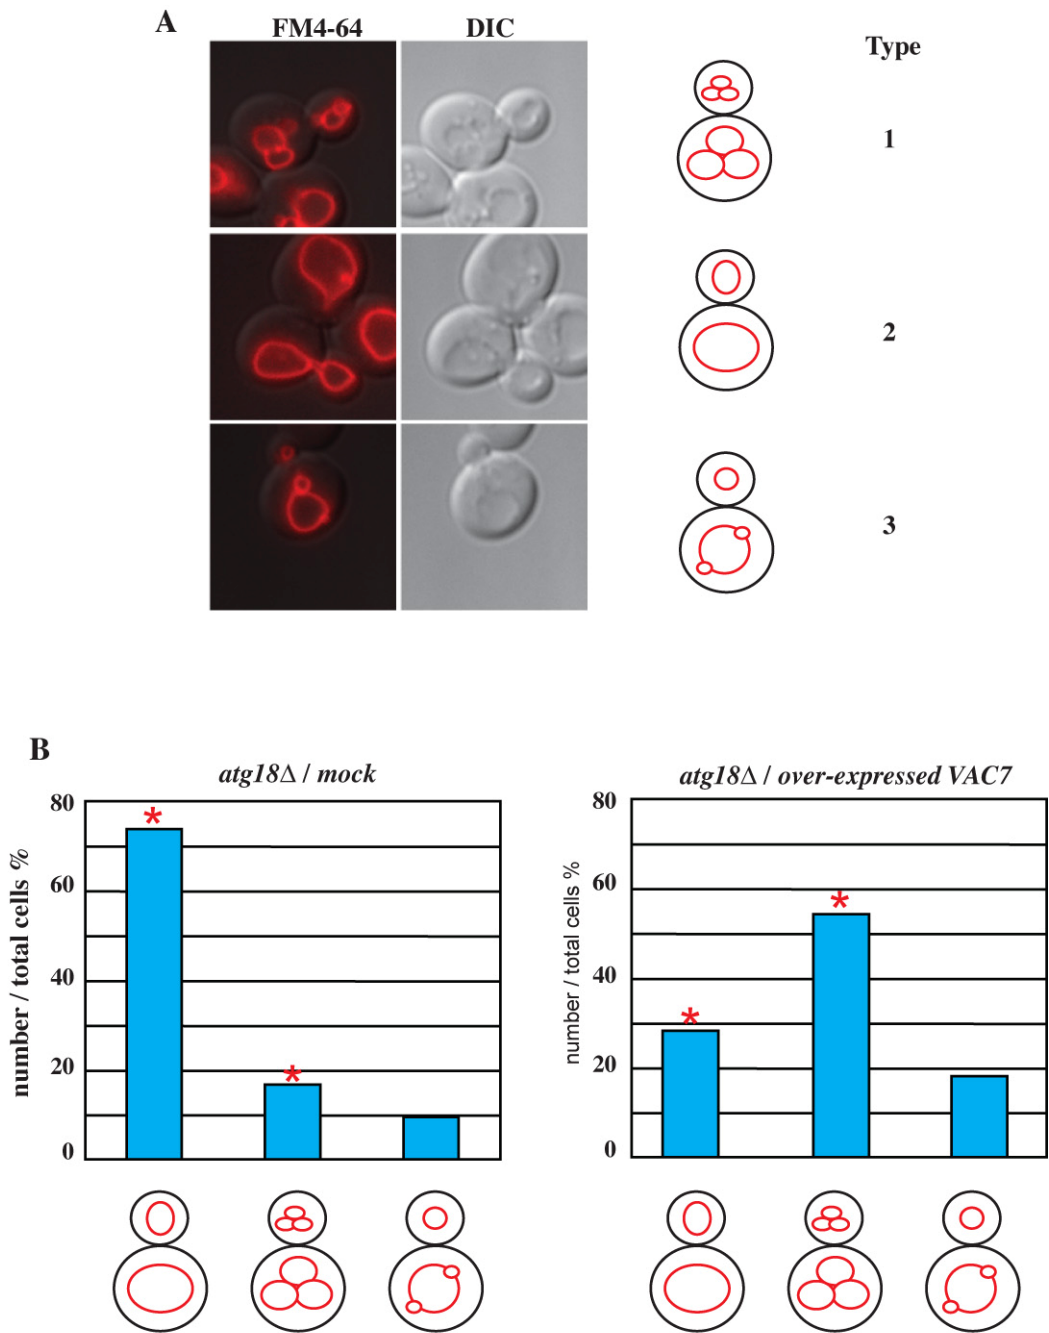 A
FM4-64
DIC
Type
1
2
3
B
atg18Δ / mock
number / total cells %
80
60
40
20
0
*
*
atg18Δ / over-expressed VAC7
number / total cells %
80
60
40
20
0
*
*